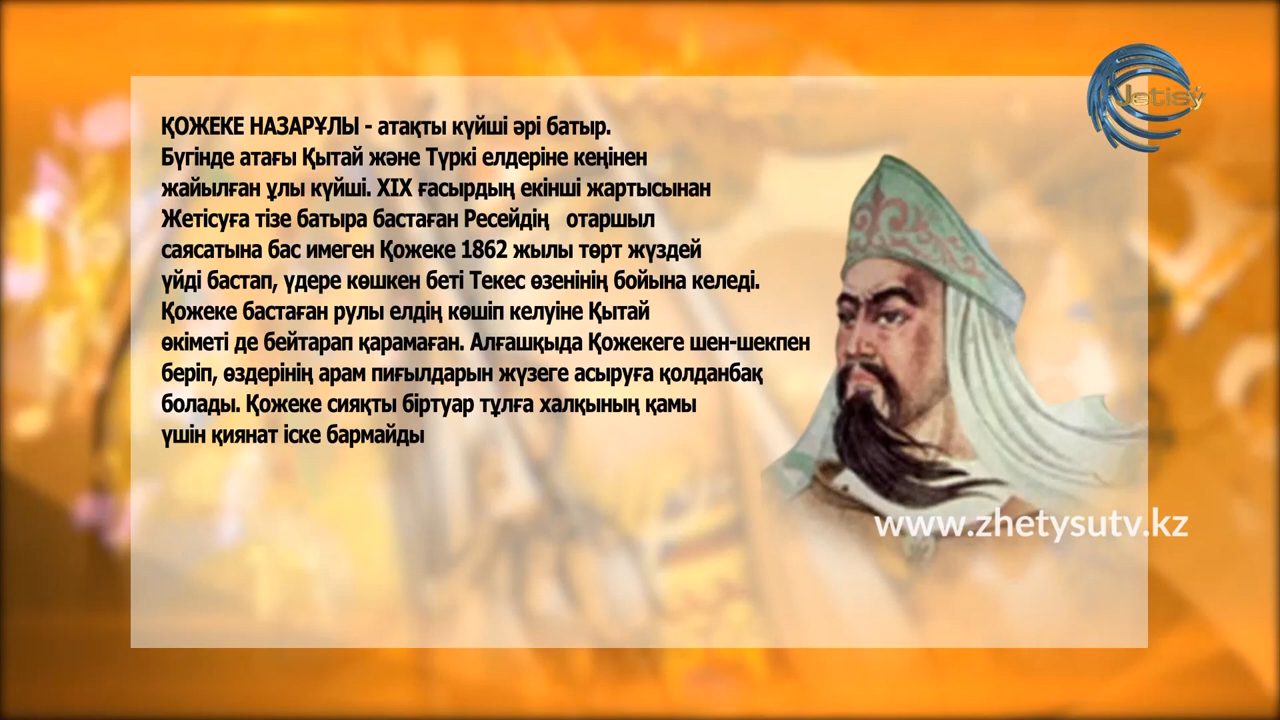 Jetisý
ҚОЖЕКЕ НАЗАРҰЛЫ - атақты күйші әрі батыр.
Бүгінде атағы Қытай және Түркі елдеріне кеңінен
жайылған ұлы күйші. XIX ғасырдың екінші жартысынан
Жетісуға тізе батыра бастаған Ресейдің отаршыл
саясатына бас имеген Қожеке 1862 жылы төрт жүздей
үйді бастап, үдере көшкен беті Текес өзенінің бойына келеді.
Қожеке бастаған рулы елдің көшіп келуіне Қытай
өкіметі де бейтарап қарамаған. Алғашқыда Қожекеге шен-шекпен
беріп, өздерінің арам пиғылдарын жүзеге асыруға қолданбақ
болады. Қожеке сияқты біртуар тұлға халқының қамы
үшін қиянат іске бармайды
www.zhetysutv.kz